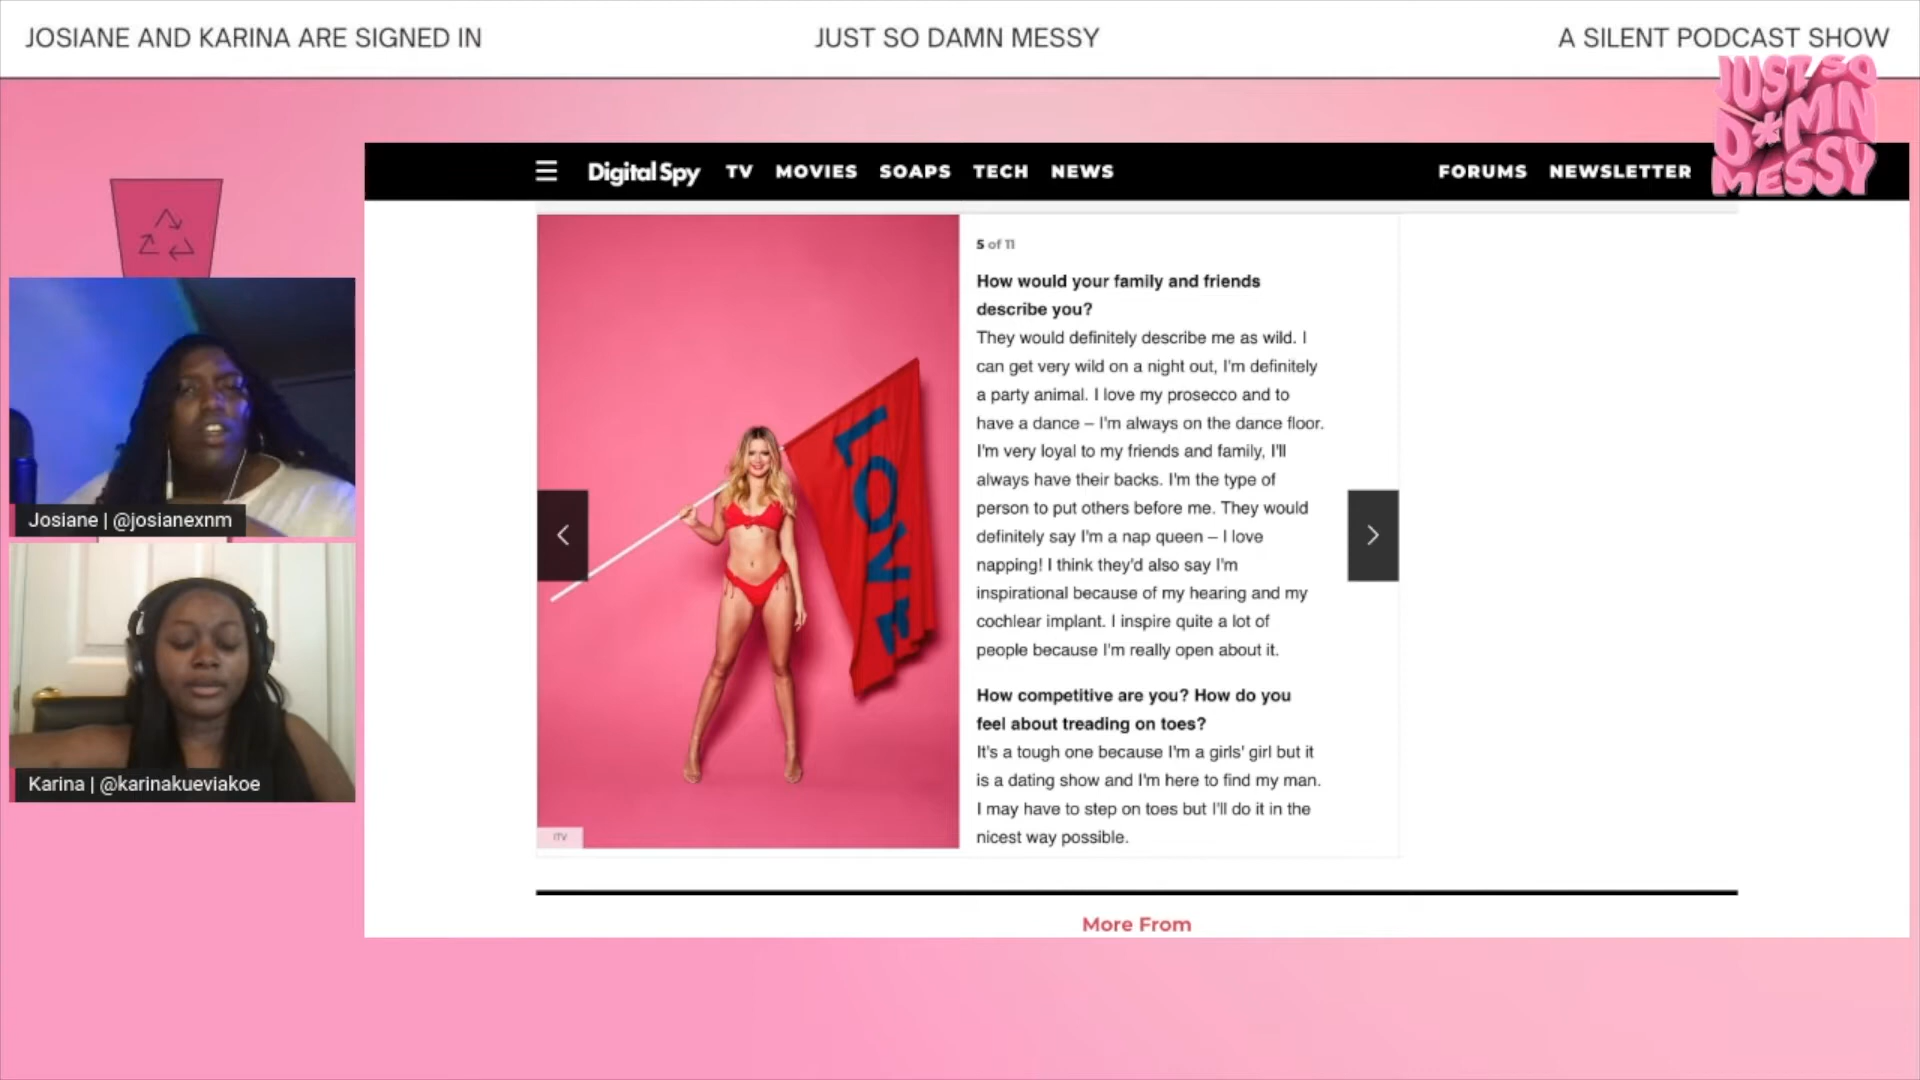 JOSIANE AND KARINA ARE SIGNED IN
JUST SO DAMN MESSY
A SILENT PODCAST SHOW
JUST SO
D*MN
MESSY
Digital Spy
TV
MOVIES
SOAPS
TECH
NEWS
FORUMS
NEWSLETTER
LOVE
ITV
5 of 11
How would your family and friends
describe you?
They would definitely describe me as wild. I
can get very wild on a night out, I'm definitely
a party animal. I love my prosecco and to
have a dance – I'm always on the dance floor.
I'm very loyal to my friends and family, I'll
always have their backs. I'm the type of
person to put others before me. They would
definitely say I'm a nap queen – I love
napping! I think they'd also say I'm
inspirational because of my hearing and my
cochlear implant. I inspire quite a lot of
people because I'm really open about it.
How competitive are you? How do you
feel about treading on toes?
It's a tough one because I'm a girls' girl but it
is a dating show and I'm here to find my man.
I may have to step on toes but I'll do it in the
nicest way possible.
More From
Josiane | @josianexnm
Karina | @karinakueviakoe